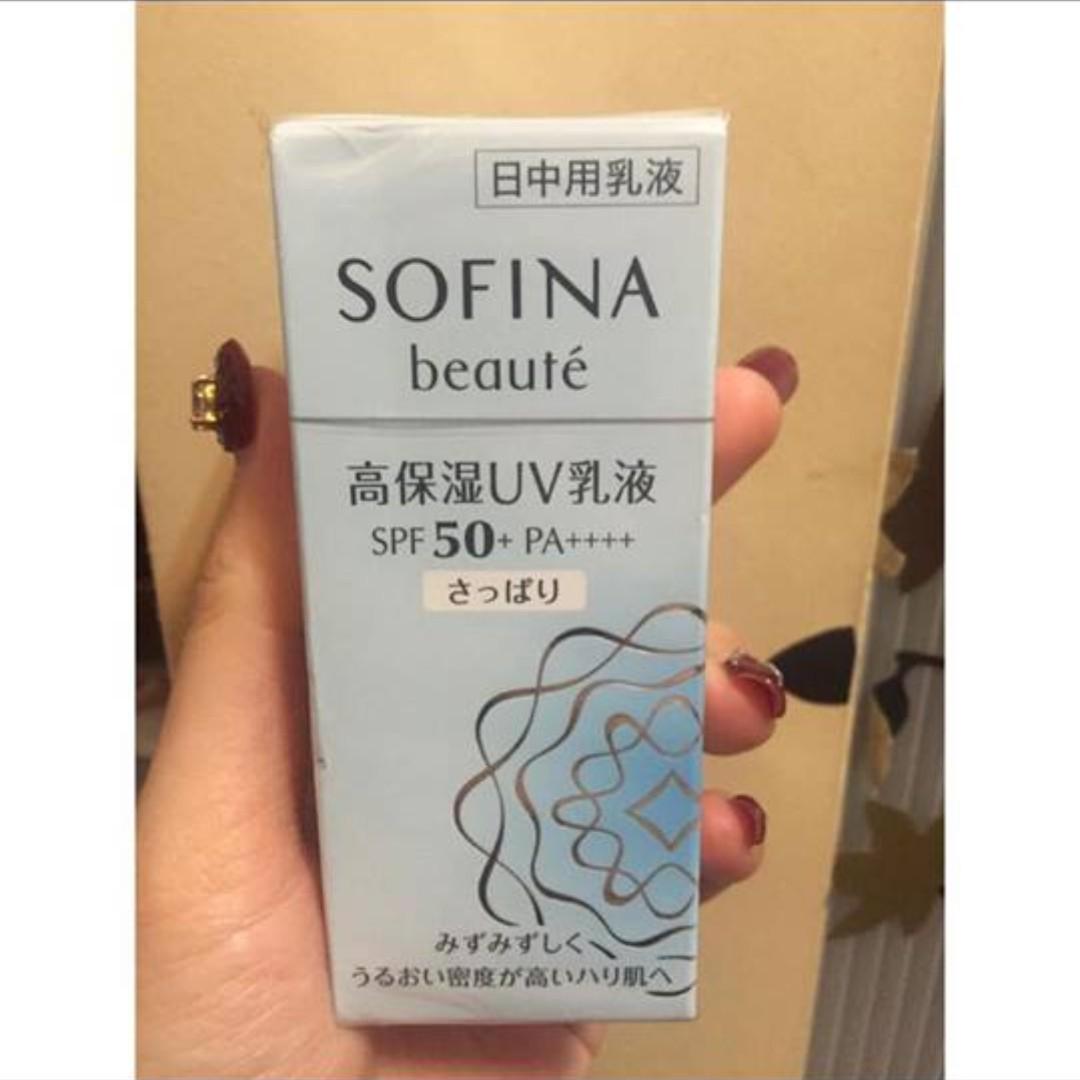 日中用乳液
SOFINA
beauté
高保湿UV乳液
SPF 50+ PA++++
さっぱり
みずみずしく、
うるおい密度が高いハリ肌へ